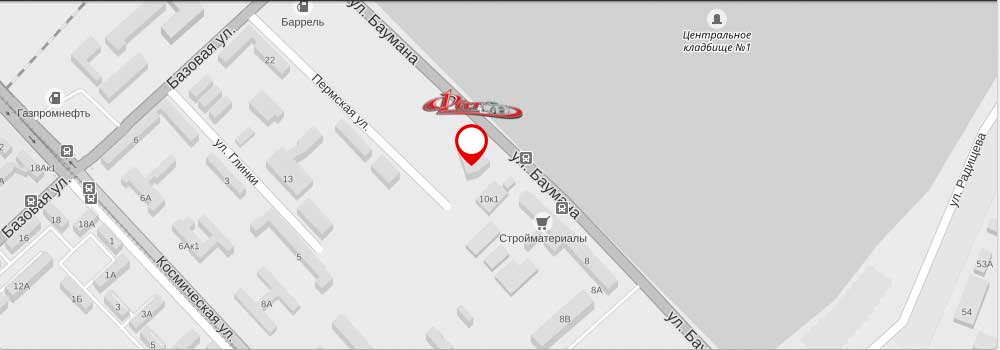 Баррель
ул. Баумана
Центральное
кладбище №1
Базовая ул.
22
Пермская ул.
Газпромнефть
6
ул. Глинки
18Ак1
3
13
ул. Баумана
ул. Радищева
Базовая ул.
6А
10к1
18
18А
16
1
6Ак1
Стройматериалы
5
8
53А
12А
1А
Космическая ул.
1Б
3
3А
8А
8А
8В
54
ул. Бау